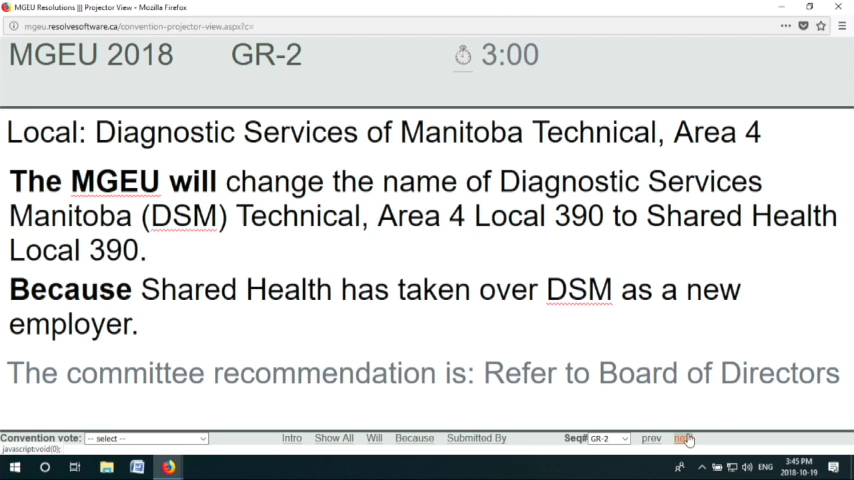 MGEU Resolutions ||| Projector View - Mozilla Firefox
mgeu.resolvesoftware.ca/convention-projector-view.aspx?c=
MGEU 2018 GR-2 3:00
Local: Diagnostic Services of Manitoba Technical, Area 4
The MGEU will change the name of Diagnostic Services
Manitoba (DSM) Technical, Area 4 Local 390 to Shared Health
Local 390.
Because Shared Health has taken over DSM as a new
employer.
The committee recommendation is: Refer to Board of Directors
Convention vote: -- select -- Intro Show All Will Because Submitted By Seq# GR-2 prev
javascript:void(0);
ENG 3:45 PM
2018-10-19